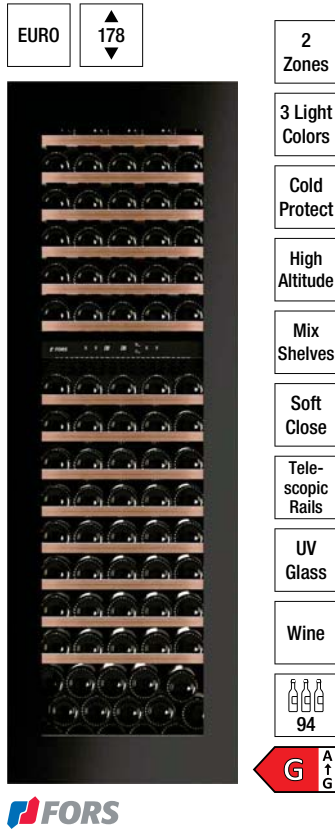 EURO
178
2
Zones
3 Light
Colors
Cold
Protect
High
Altitude
Mix
Shelves
Soft
Close
Tele-
scopic
Rails
UV
Glass
Wine
94
FORS
G
A
G
FORS